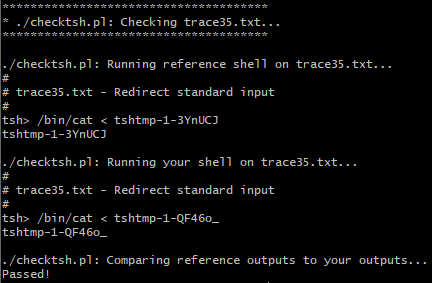 **************************************
* ./checktsh.pl: Checking trace35.txt...
**************************************
./checktsh.pl: Running reference shell on trace35.txt...
#
# trace35.txt - Redirect standard input
#
tsh> /bin/cat < tshtmp-1-3YnUCJ
tshtmp-1-3YnUCJ
./checktsh.pl: Running your shell on trace35.txt...
#
# trace35.txt - Redirect standard input
#
tsh> /bin/cat < tshtmp-1-QF46o_
tshtmp-1-QF46o_
./checktsh.pl: Comparing reference outputs to your outputs...
Passed!